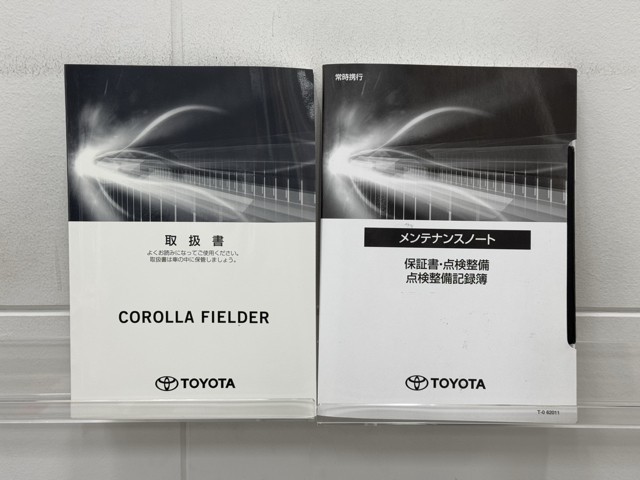 取扱書
よくお読みになってご使用ください。
取扱書は車の中に保管しましょう。
COROLLA FIELDER
TOYOTA
常時携行
メンテナンスノート
保証書・点検整備
点検整備記録簿
TOYOTA
T-0 82011